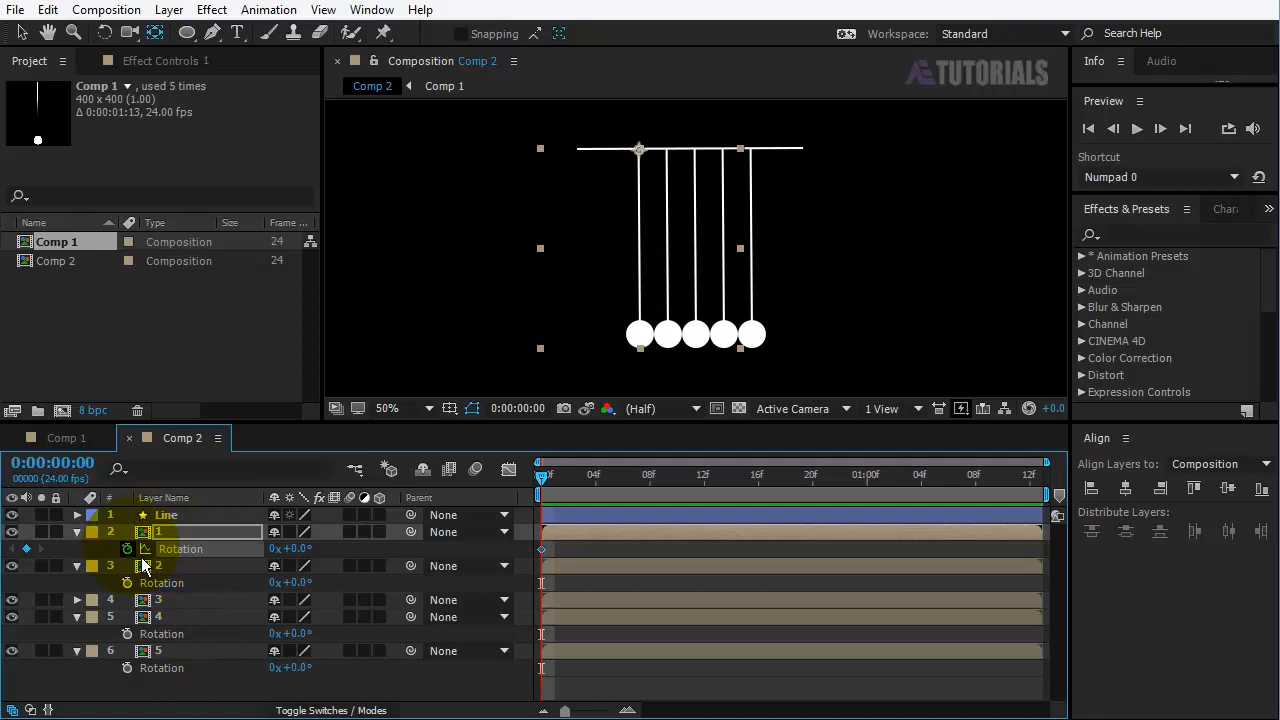 File Edit Composition Layer Effect Animation View Window Help
Snapping Workspace: Standard Search Help
Project Effect Controls 1 Composition Comp 2 Info Audio
Comp 1 , used 5 times
400 x 400 (1.00)
Δ 0:00:01:13, 24.00 fps
Comp 2 Comp 1
AE TUTORIALS
Preview
Shortcut
Numpad 0
Effects & Presets Char
Name Type Size Frame ...
Comp 1 Composition 24
Comp 2 Composition 24
* Animation Presets
3D Channel
Audio
Blur & Sharpen
Channel
CINEMA 4D
Color Correction
Distort
Expression Controls
8 bpc 50% 0:00:00:00 (Half) Active Camera 1 View +0.0
Comp 1 Comp 2 Align
0:00:00:00
00000 (24.00 fps)
04f 08f 12f 16f 20f 01:00f 04f 08f 12f
Align Layers to: Composition
# Layer Name fx Parent
Distribute Layers:
1 Line None
2 1 None
Rotation 0x+0.0°
3 2 None
Rotation 0x+0.0°
4 3 None
5 4 None
Rotation 0x+0.0°
6 5 None
Rotation 0x+0.0°
Toggle Switches / Modes